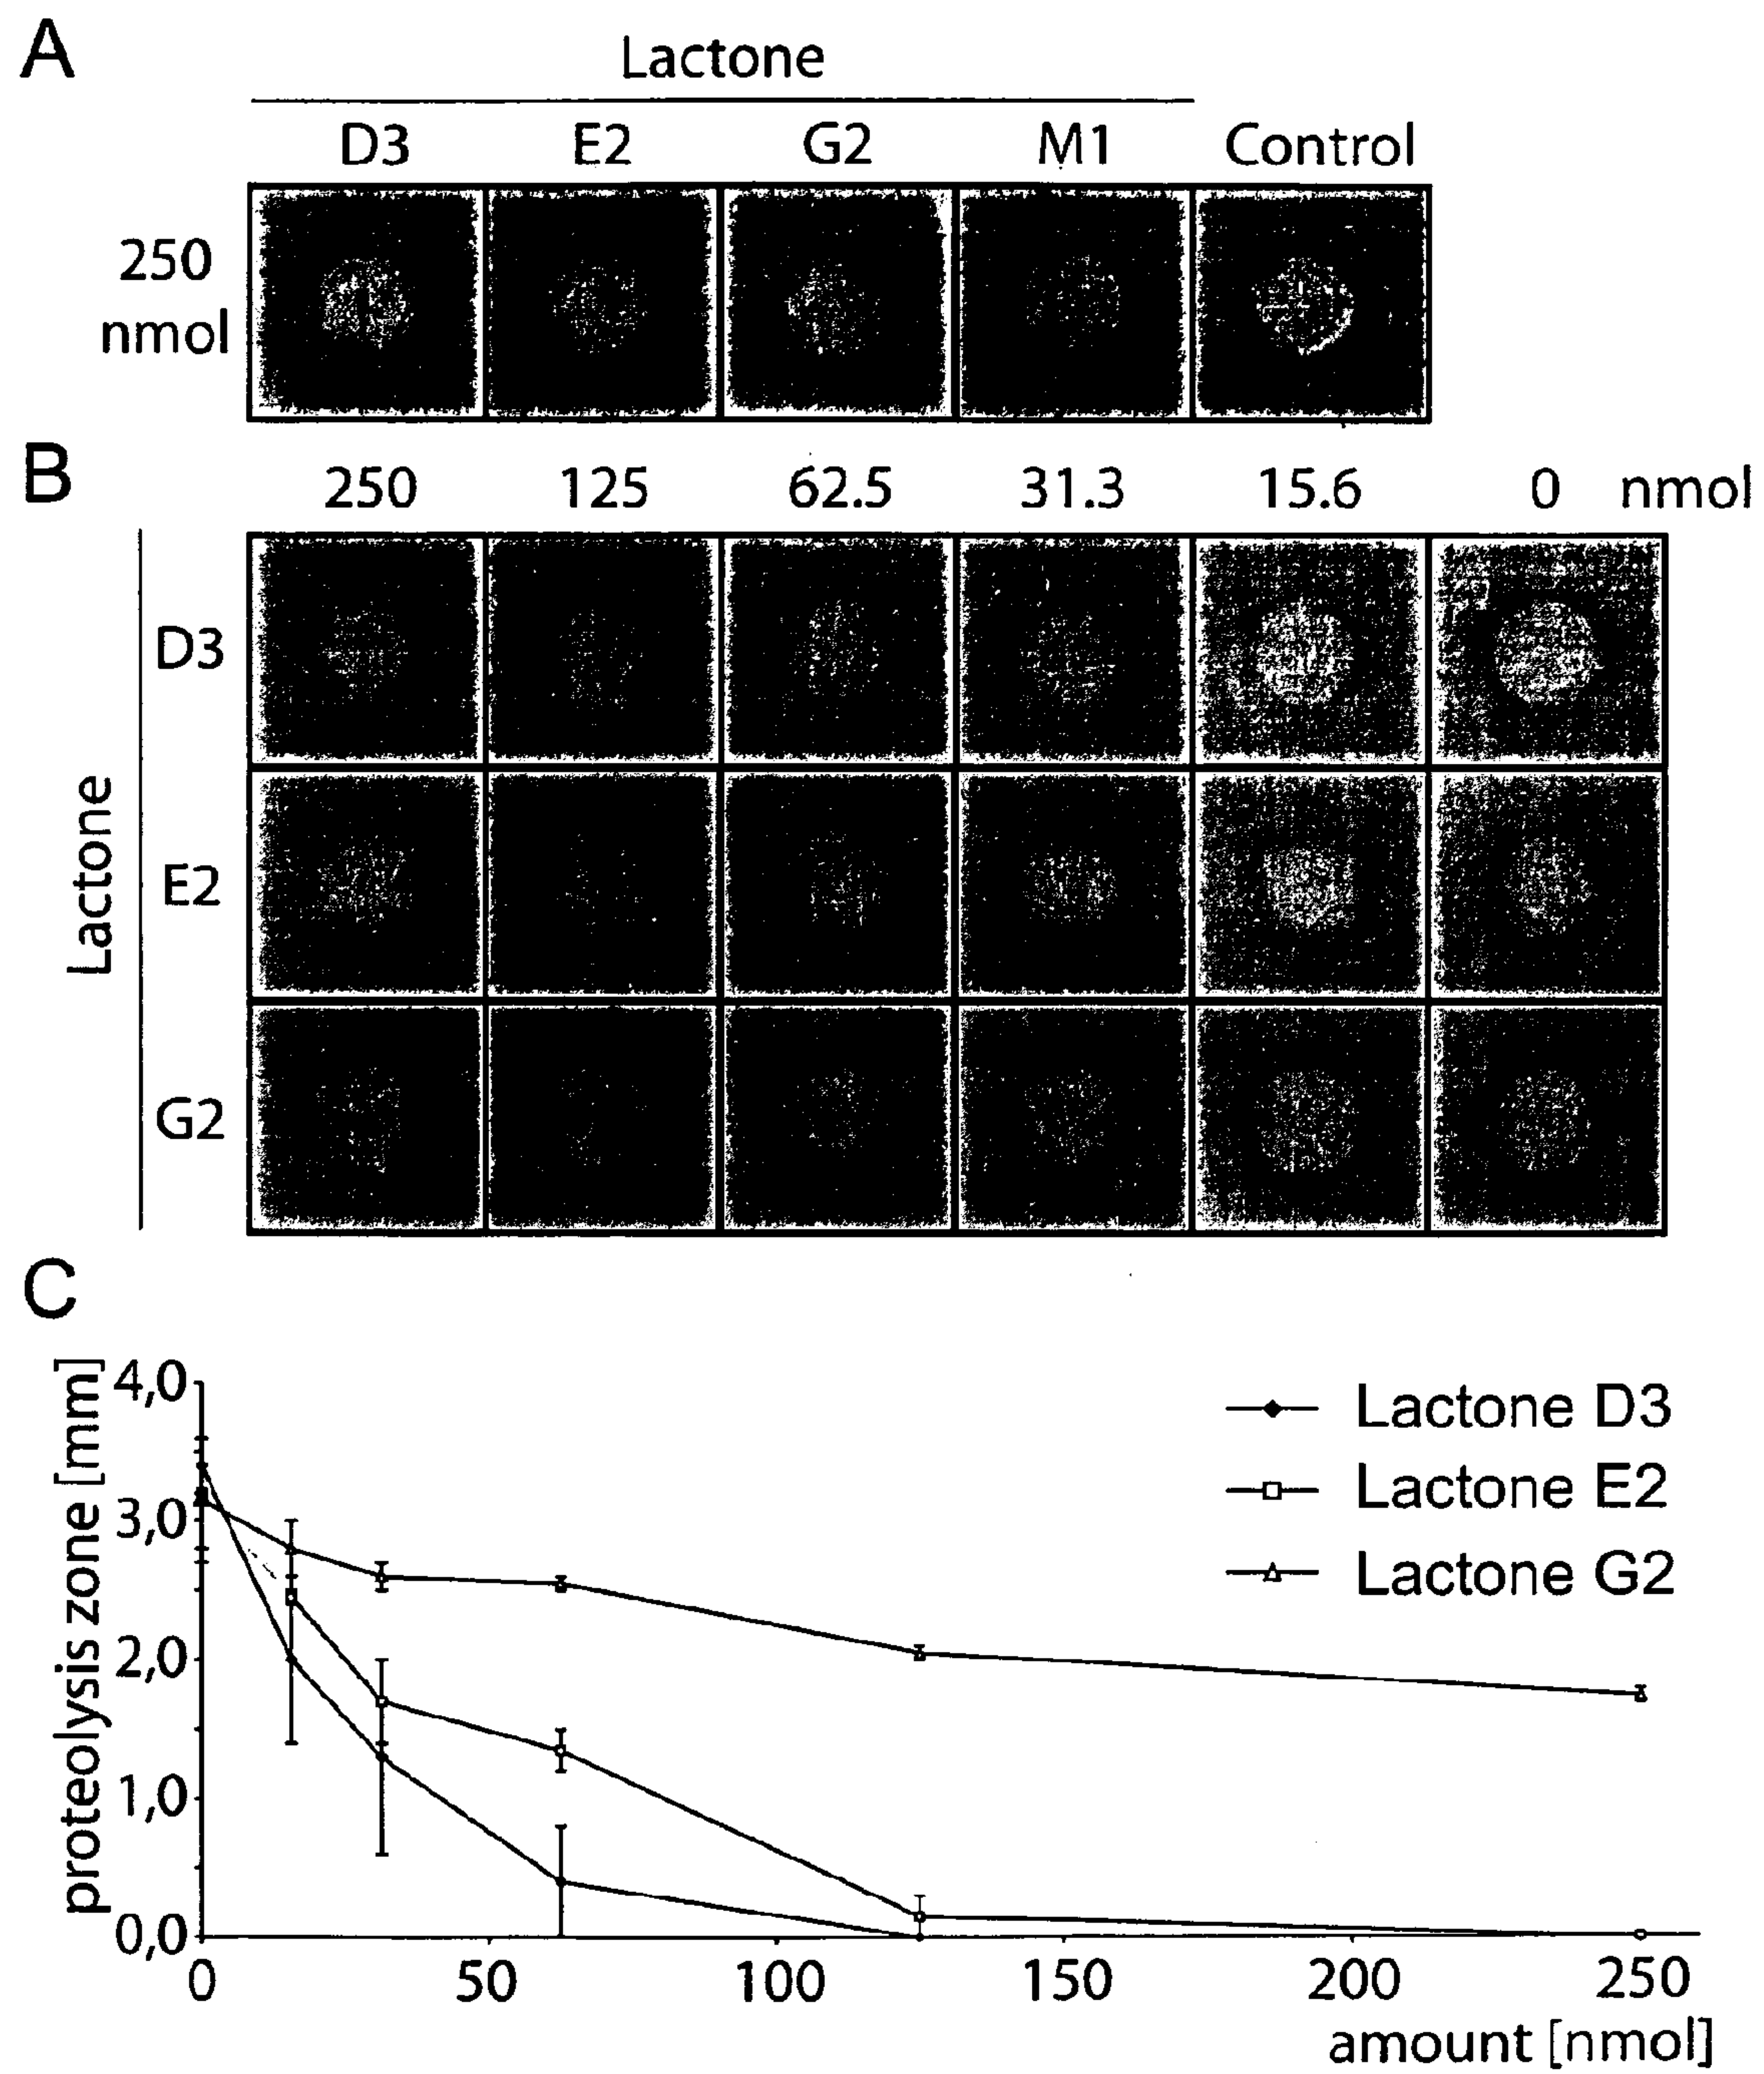 A
Lactone
D3 E2 G2 M1 Control
250
nmol
B
250 125 62.5 31.3 15.6 0 nmol
Lactone
D3
E2
G2
C
proteolysis zone [mm]
4,0
3,0
2,0
1,0
0,0
Lactone D3
Lactone E2
Lactone G2
0 50 100 150 200 250
amount [nmol]